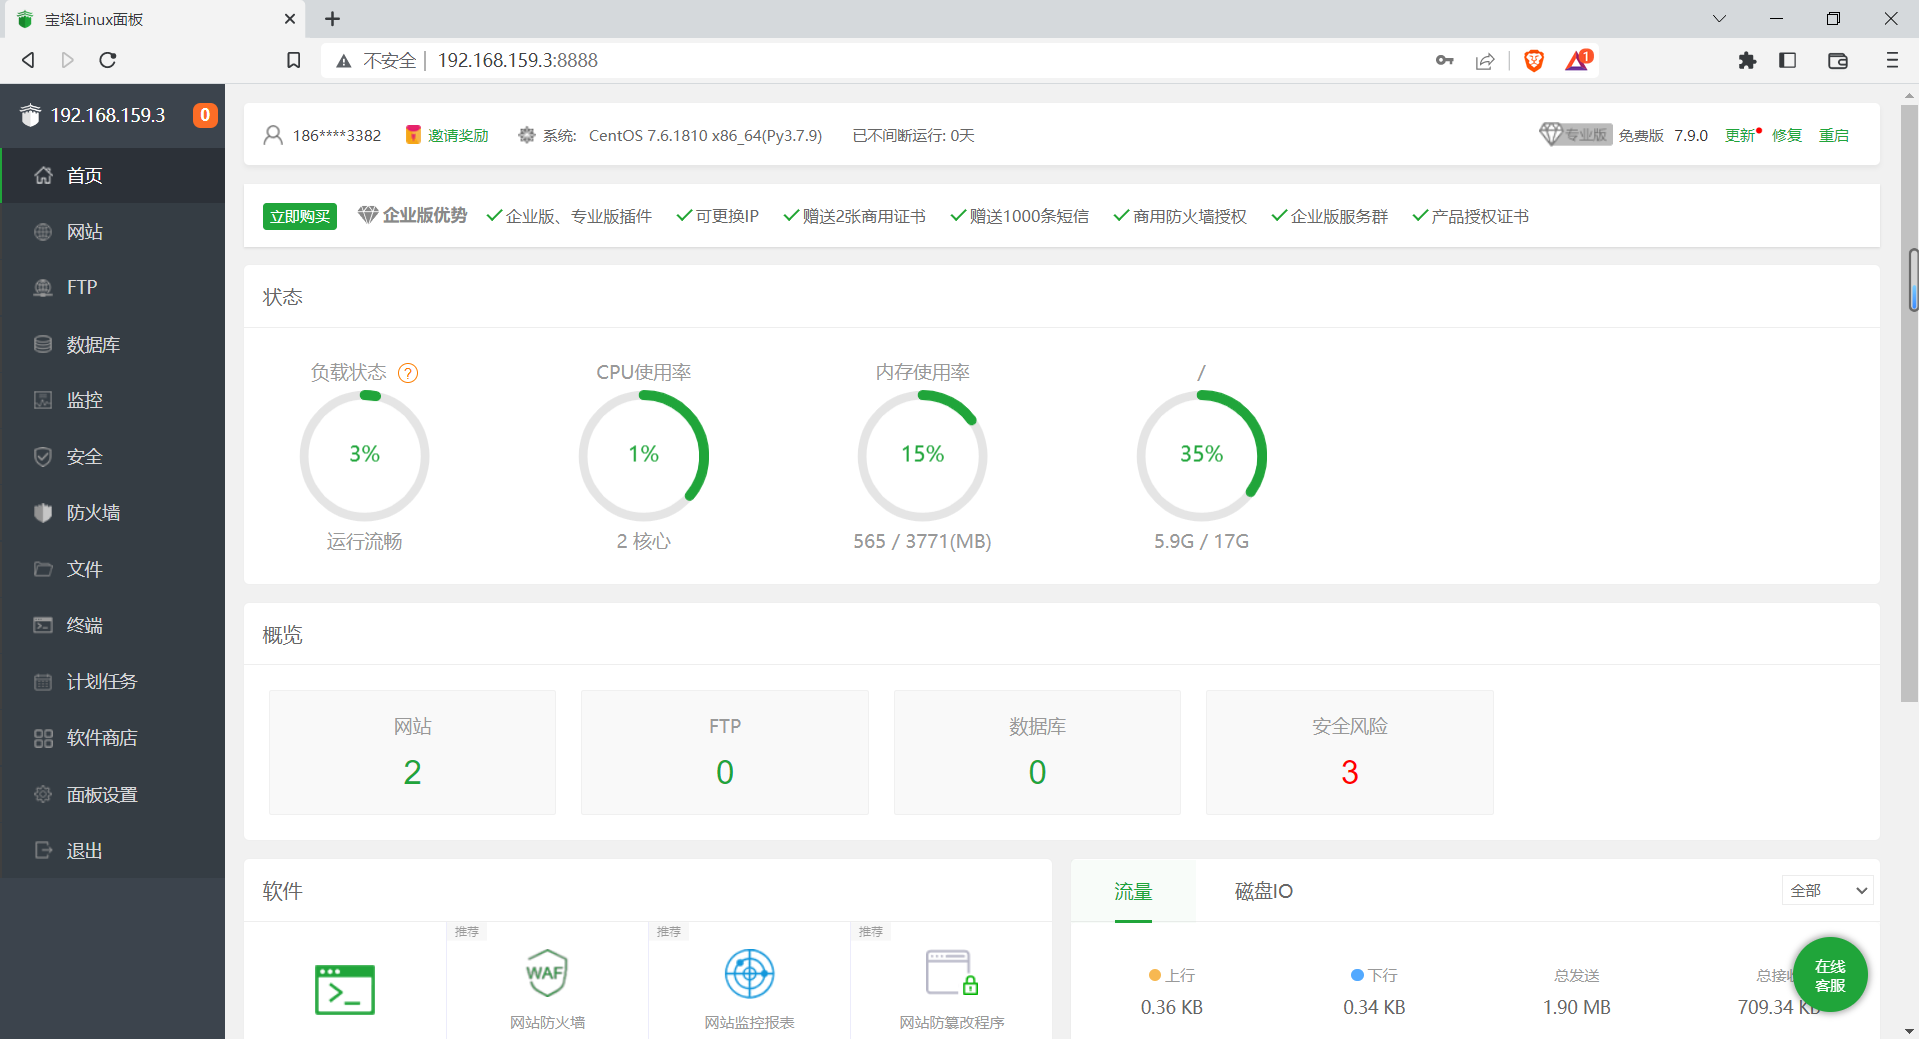 宝塔Linux面板
不安全 192.168.159.3:8888
1
192.168.159.3 0
首页
网站
FTP
数据库
监控
安全
防火墙
文件
终端
计划任务
软件商店
面板设置
退出
186****3382 邀请奖励 系统: CentOS 7.6.1810 x86_64(Py3.7.9) 已不间断运行: 0天 专业版 免费版 7.9.0 更新 修复 重启
立即购买 企业版优势 企业版、专业版插件 可更换IP 赠送2张商用证书 赠送1000条短信 商用防火墙授权 企业版服务群 产品授权证书
状态
负载状态 ? CPU使用率 内存使用率 /
3% 1% 15% 35%
运行流畅 2 核心 565 / 3771(MB) 5.9G / 17G
概览
网站 FTP 数据库 安全风险
2 0 0 3
软件
推荐 推荐 推荐
WAF
网站防火墙 网站监控报表 网站防篡改程序
流量 磁盘IO 全部
上行 下行 总发送 总接收
0.36 KB 0.34 KB 1.90 MB 709.34 KB
在线
客服